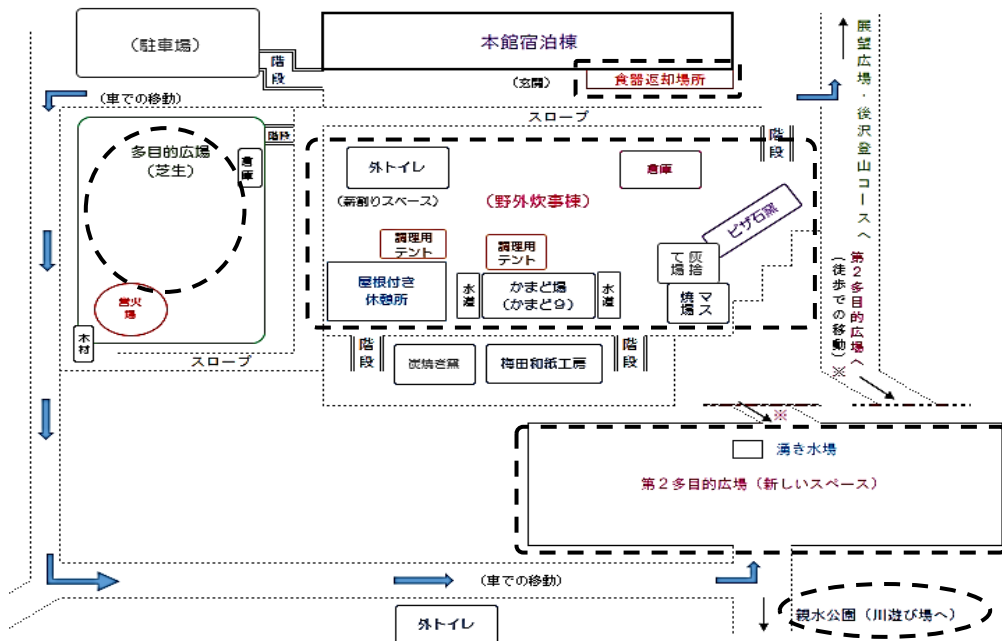 (駐車場)
階段
本館宿泊棟
(玄関)
食器返却場所
(車での移動)
スロープ
階段
階段
多目的広場
(芝生)
倉庫
営火場
木材
スロープ
外トイレ
(薪割りスペース)
(野外炊事棟)
倉庫
ピザ石窯
調理用
テント
調理用
テント
灰捨て場
屋根付き
休憩所
水道
かまど場
(かまど9)
水道
マス焼場
階段
炭焼き窯
梅田和紙工房
階段
展望広場・後沢登山コースへ
第2多目的広場へ
(徒歩での移動)※
※
湧き水場
第2多目的広場(新しいスペース)
(車での移動)
外トイレ
親水公園(川遊び場へ)